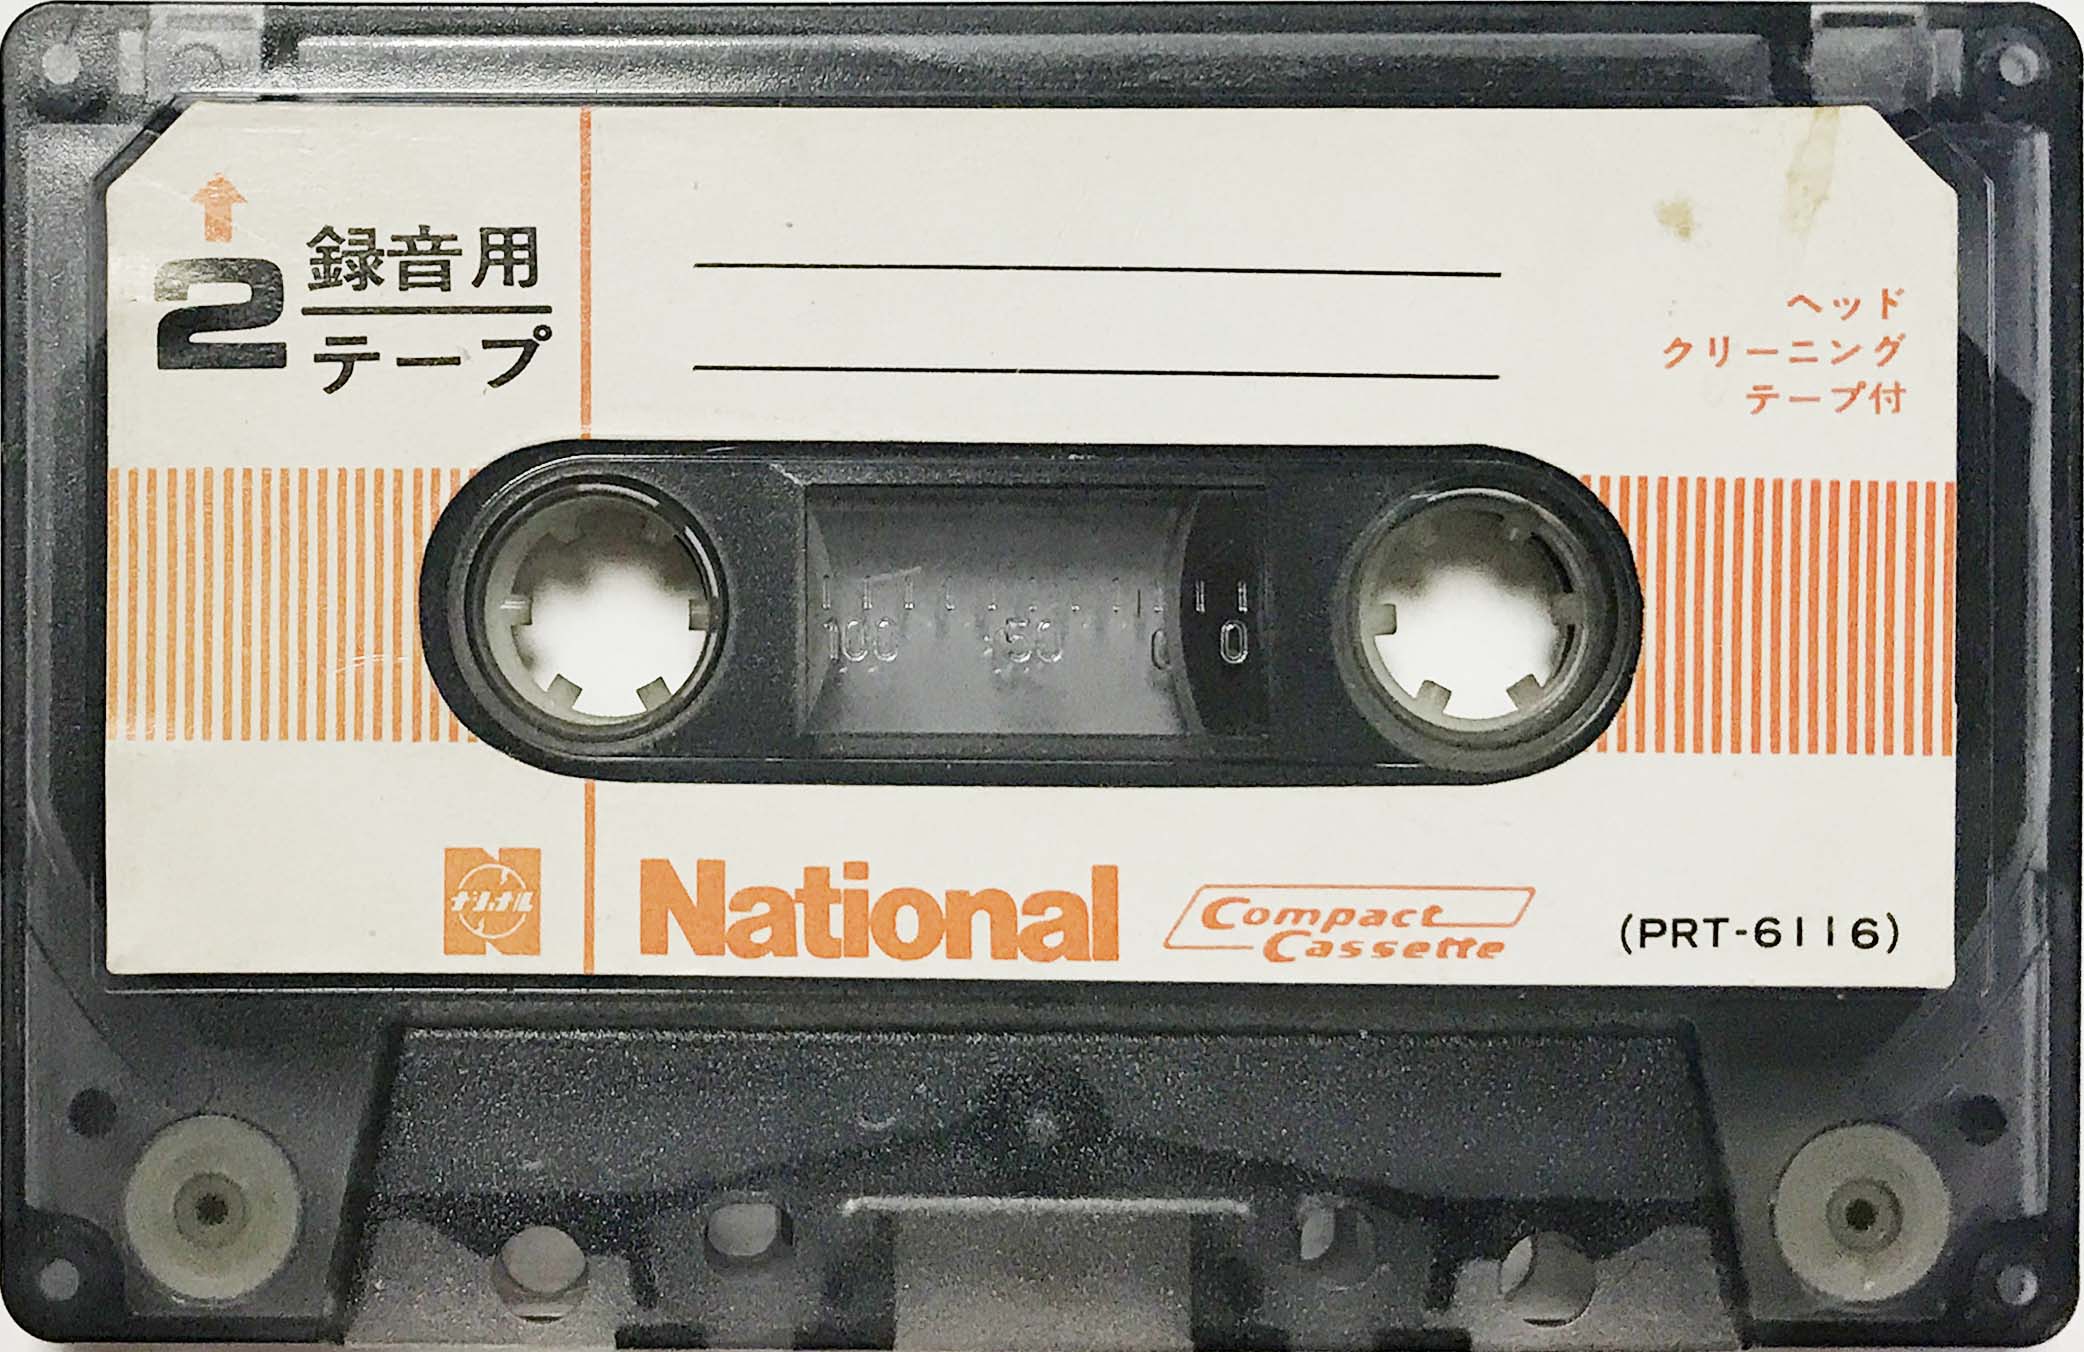 2
録音用
テープ
ヘッド
クリーニング
テープ付
100 50 0 0
ナショナル
National
Compact
Cassette
(PRT-6116)